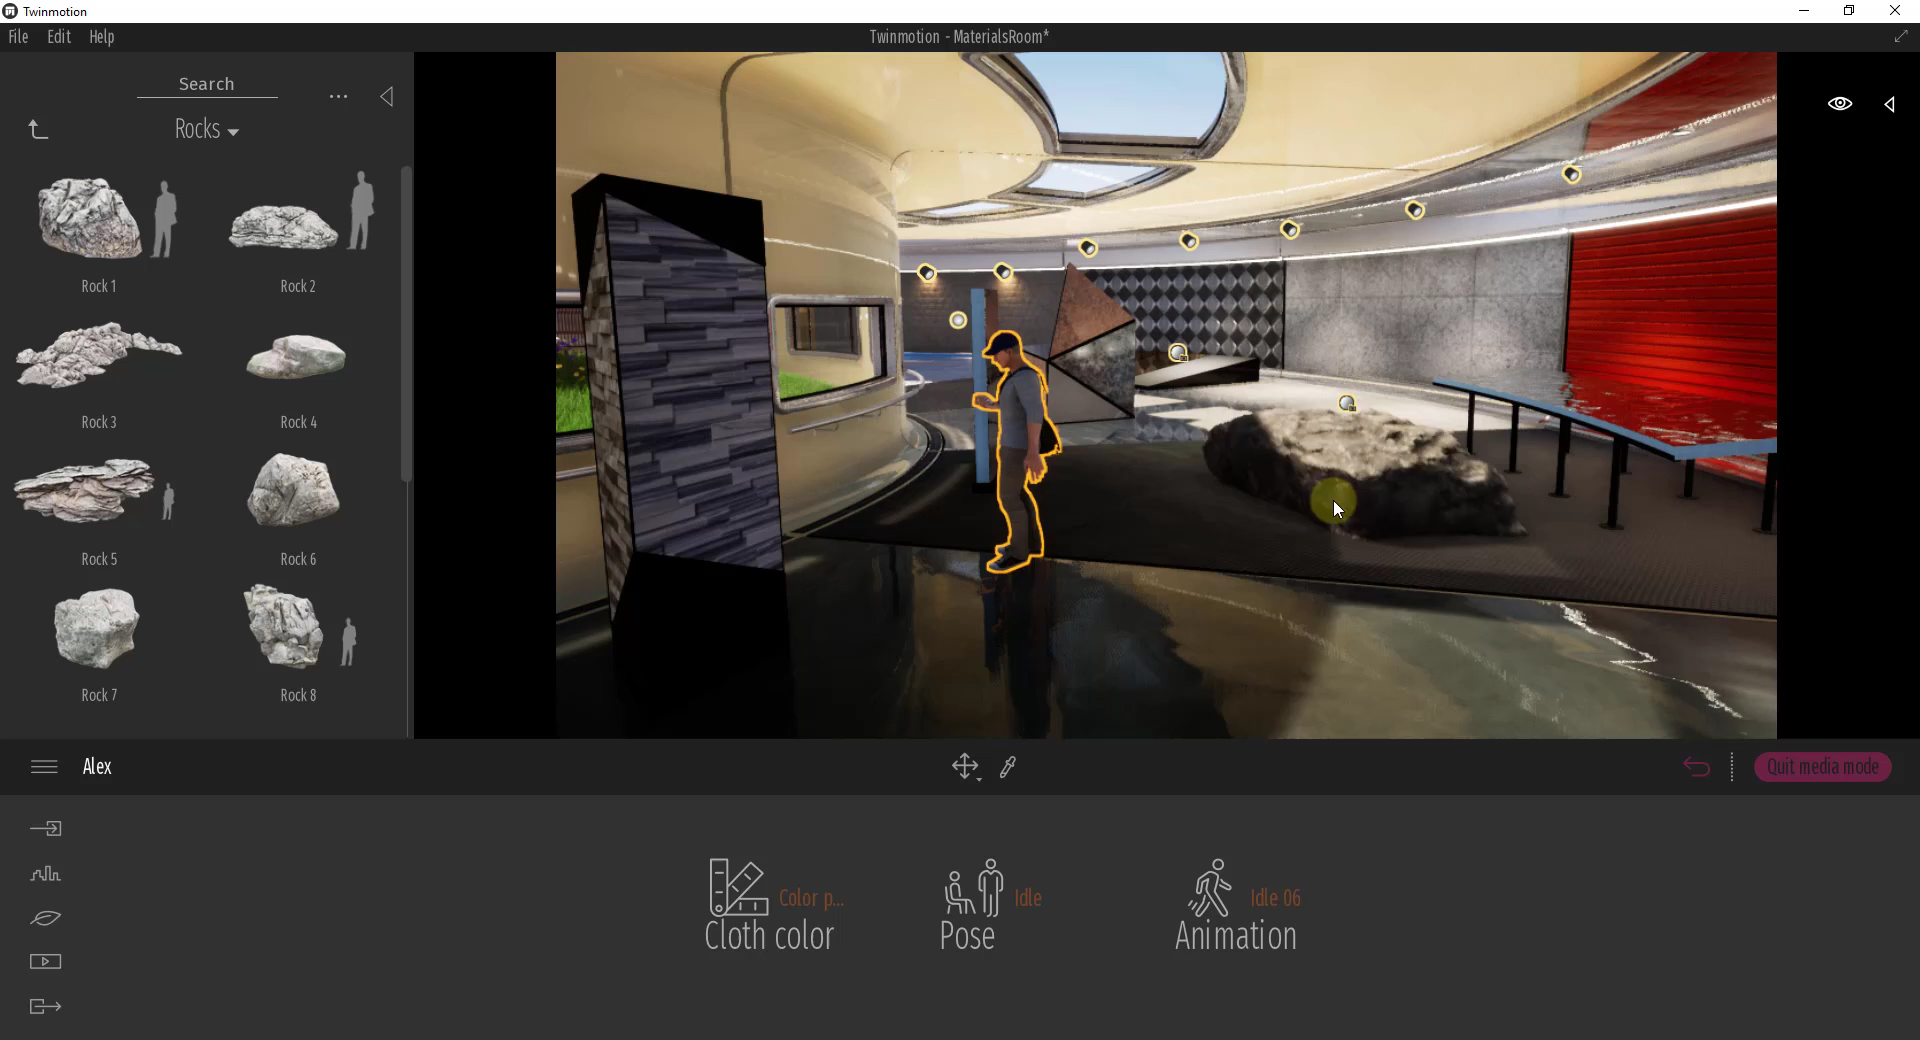 Twinmotion
File Edit Help
Twinmotion - MaterialsRoom*
Search
...
Rocks
Rock 1
Rock 2
Rock 3
Rock 4
Rock 5
Rock 6
Rock 7
Rock 8
Alex
Quit media mode
Color p...
Cloth color
Idle
Pose
Idle 06
Animation